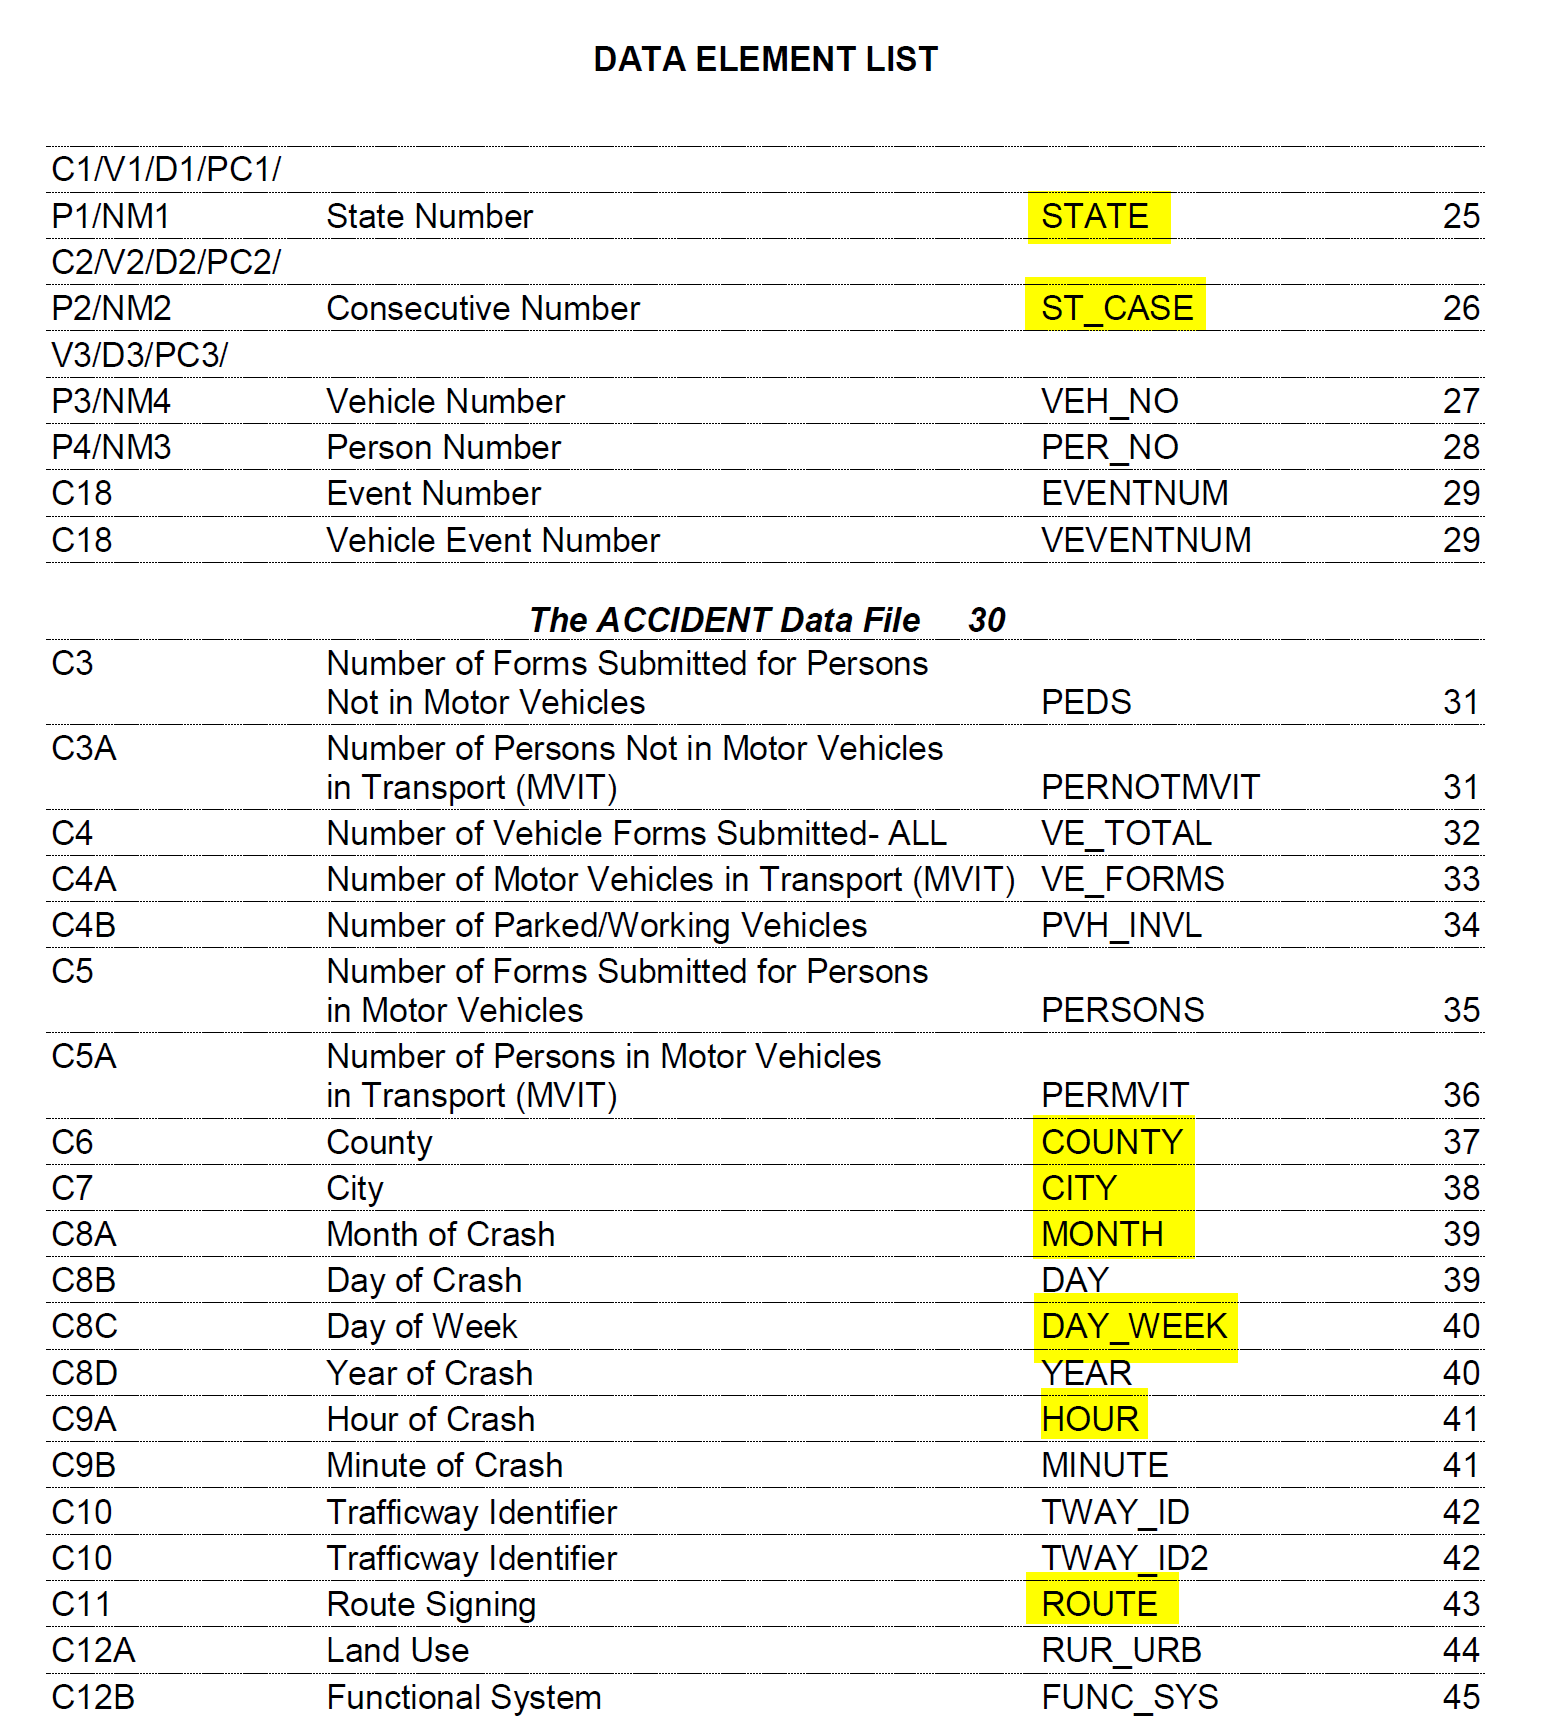 DATA ELEMENT LIST
C1/V1/D1/PC1/
P1/NM1 State Number STATE 25
C2/V2/D2/PC2/
P2/NM2 Consecutive Number ST_CASE 26
V3/D3/PC3/
P3/NM4 Vehicle Number VEH_NO 27
P4/NM3 Person Number PER_NO 28
C18 Event Number EVENTNUM 29
C18 Vehicle Event Number VEVENTNUM 29
The ACCIDENT Data File 30
C3 Number of Forms Submitted for Persons
Not in Motor Vehicles PEDS 31
C3A Number of Persons Not in Motor Vehicles
in Transport (MVIT) PERNOTMVIT 31
C4 Number of Vehicle Forms Submitted- ALL VE_TOTAL 32
C4A Number of Motor Vehicles in Transport (MVIT) VE_FORMS 33
C4B Number of Parked/Working Vehicles PVH_INVL 34
C5 Number of Forms Submitted for Persons
in Motor Vehicles PERSONS 35
C5A Number of Persons in Motor Vehicles
in Transport (MVIT) PERMVIT 36
C6 County COUNTY 37
C7 City CITY 38
C8A Month of Crash MONTH 39
C8B Day of Crash DAY 39
C8C Day of Week DAY_WEEK 40
C8D Year of Crash YEAR 40
C9A Hour of Crash HOUR 41
C9B Minute of Crash MINUTE 41
C10 Trafficway Identifier TWAY_ID 42
C10 Trafficway Identifier TWAY_ID2 42
C11 Route Signing ROUTE 43
C12A Land Use RUR_URB 44
C12B Functional System FUNC_SYS 45